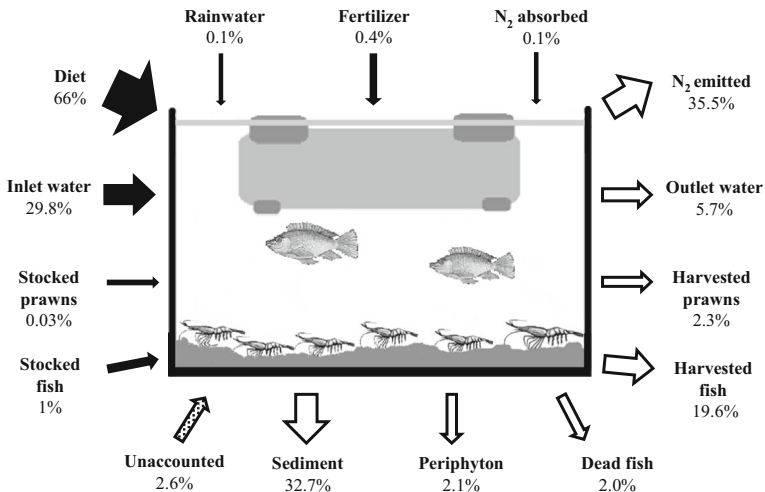 Rainwater
0.1%
Fertilizer
0.4%
N₂ absorbed
0.1%
Diet
66%
N₂ emitted
35.5%
Inlet water
29.8%
Outlet water
5.7%
Stocked
prawns
0.03%
Harvested
prawns
2.3%
Stocked
fish
1%
Harvested
fish
19.6%
Unaccounted
2.6%
Sediment
32.7%
Periphyton
2.1%
Dead fish
2.0%